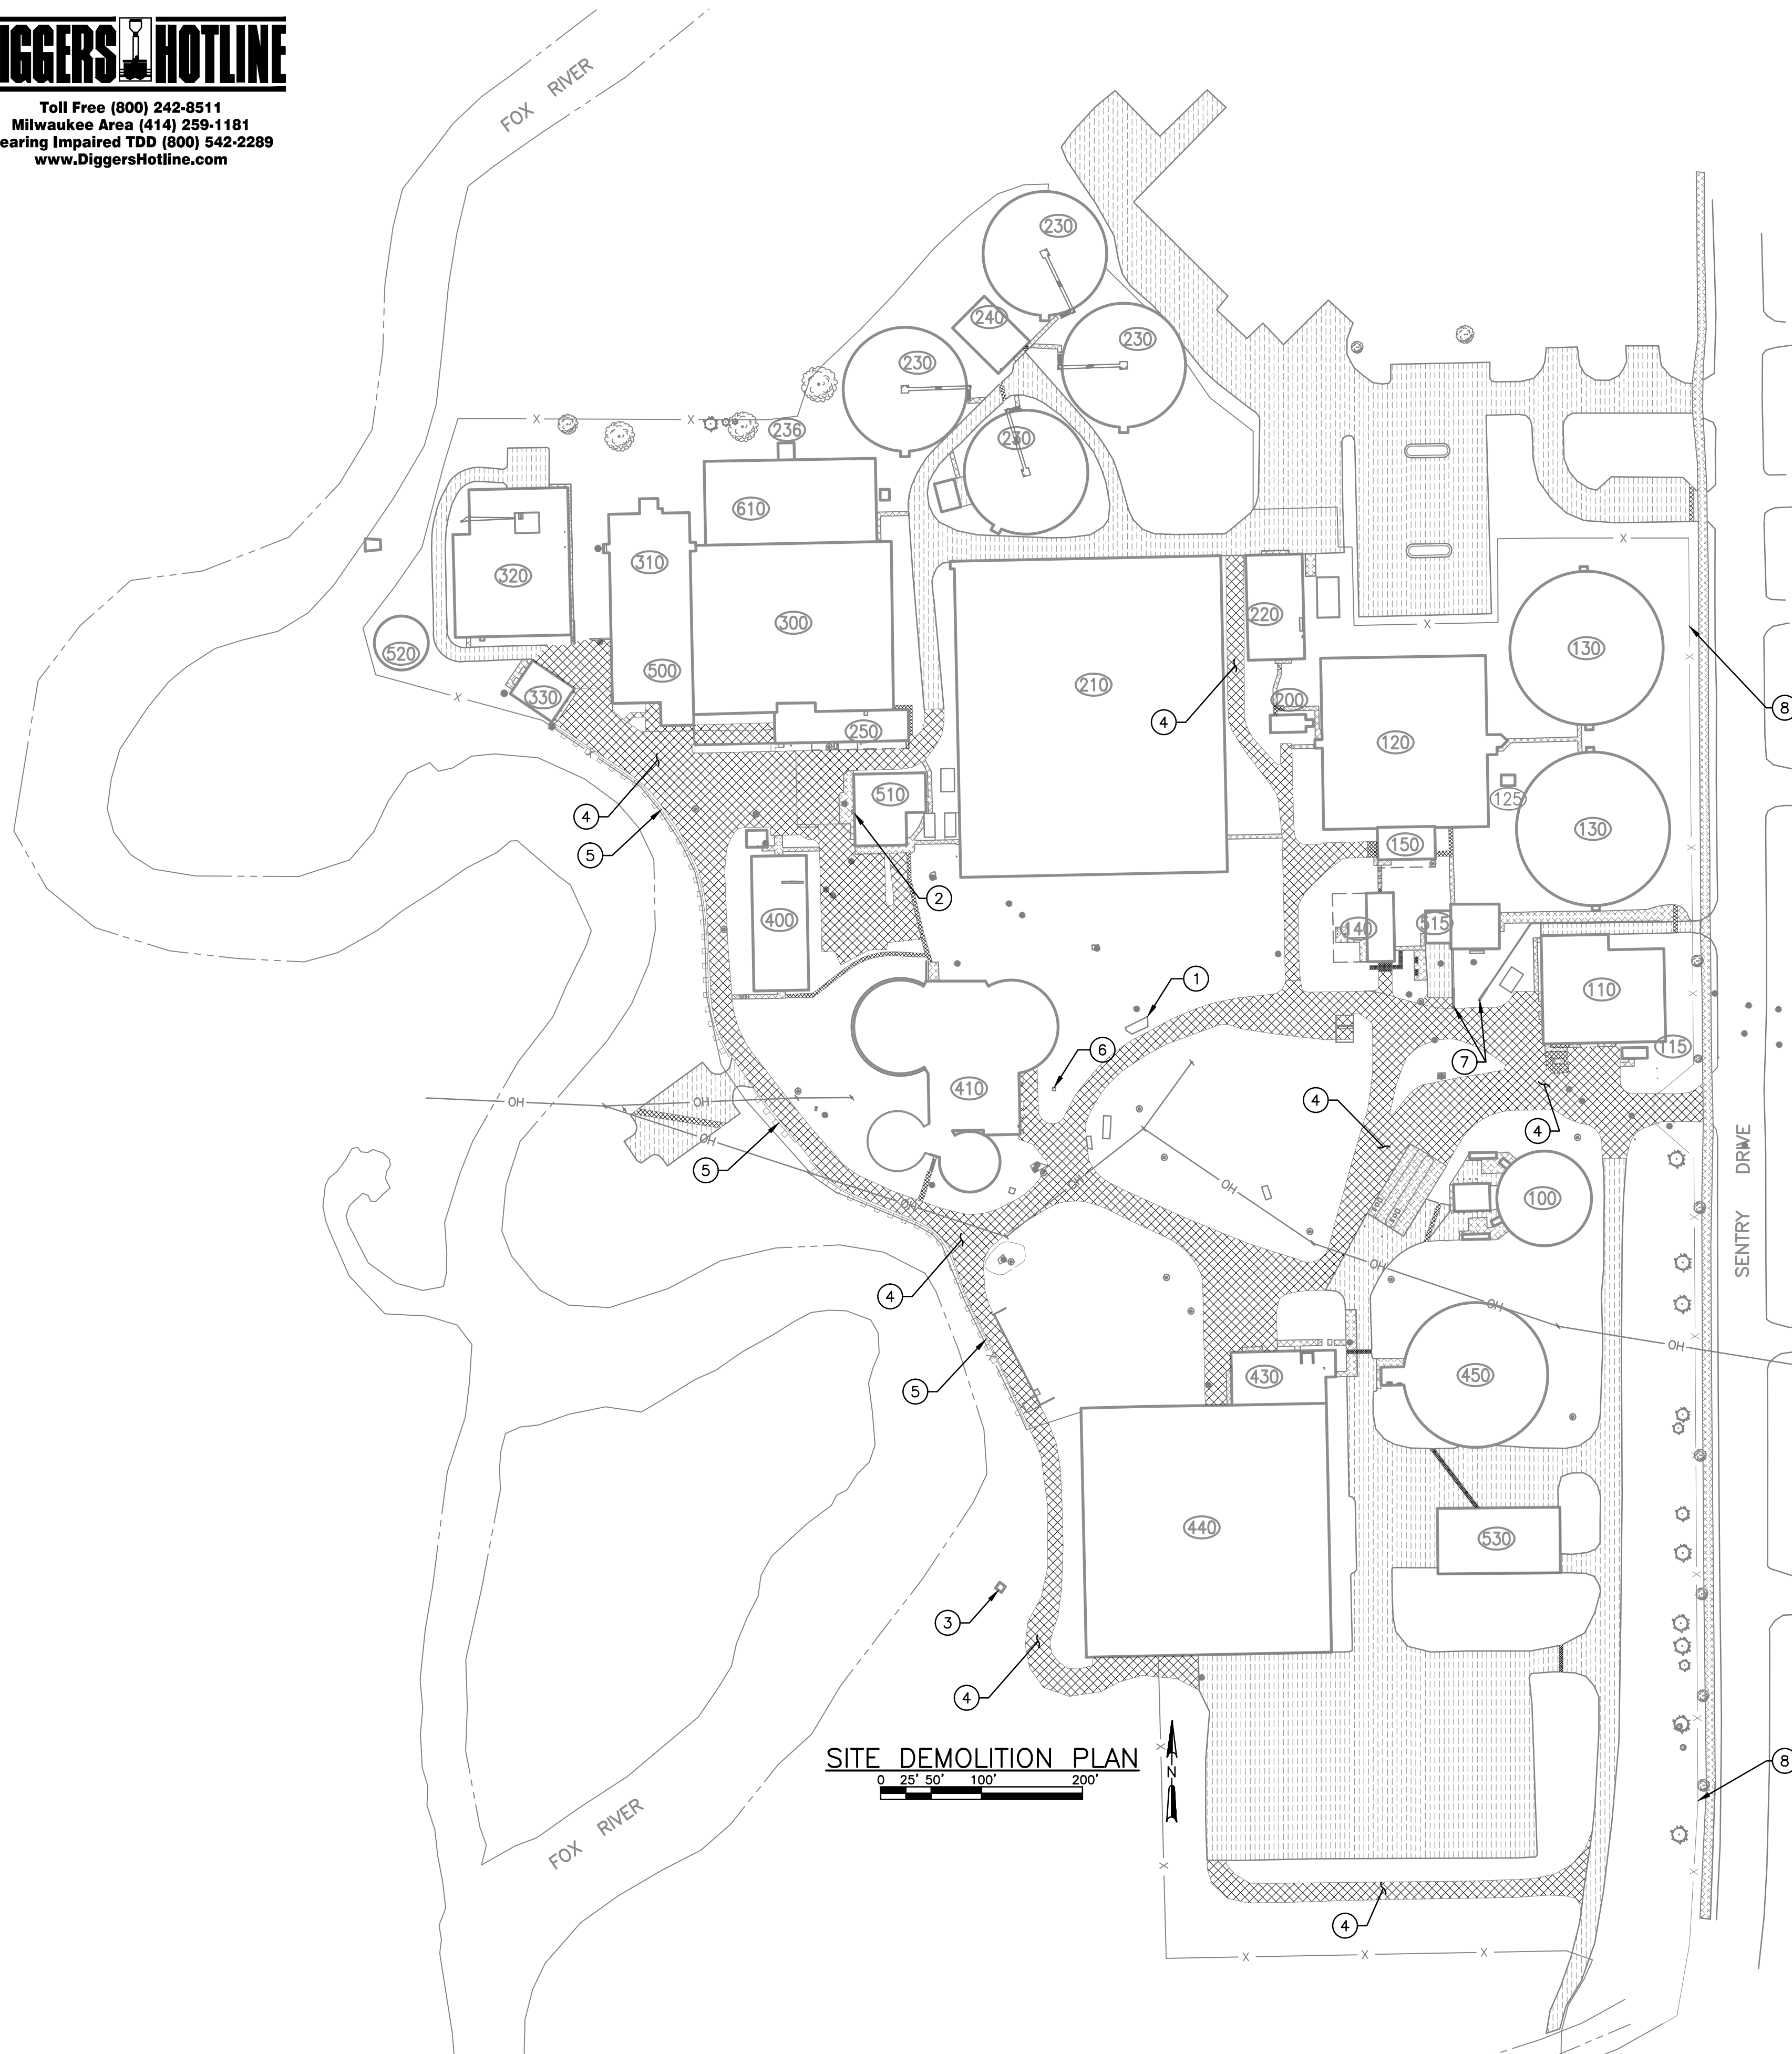 IGGERS HOTLINE
Toll Free (800) 242-8511
Milwaukee Area (414) 259-1181
earing Impaired TDD (800) 542-2289
www.DiggersHotline.com
FOX RIVER
230
240
230
230
236
230
610
310
320
300
220
130
520
500
210
330
200
8
4
250
120
510
125
4
150
130
5
2
400
140
515
1
110
6
115
7
410
OH
OH
4
OH
4
5
OH
OH
100
SENTRY DRIVE
OH
OH
4
OH
OH
5
430
450
440
530
3
4
SITE DEMOLITION PLAN
0 25' 50' 100' 200'
N
8
FOX RIVER
4
X
X
X
X
X
X
X
X
X
X
X
X
X